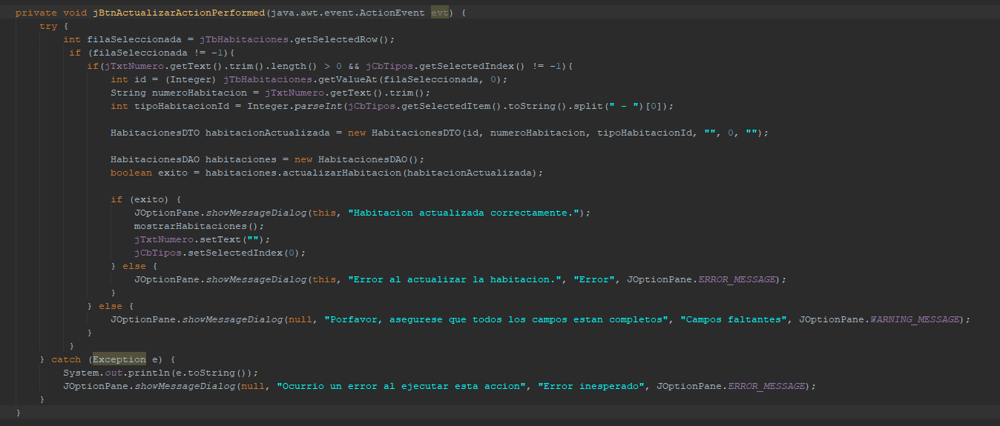 private void jBtnActualizarActionPerformed(java.awt.event.ActionEvent evt) {
try {
int filaSeleccionada = jTbHabitaciones.getSelectedRow();
if (filaSeleccionada != -1){
if(jTxtNumero.getText().trim().length() > 0 && jCbTipos.getSelectedIndex() != -1){
int id = (Integer) jTbHabitaciones.getValueAt(filaSeleccionada, 0);
String numeroHabitacion = jTxtNumero.getText().trim();
int tipoHabitacionId = Integer.parseInt(jCbTipos.getSelectedItem().toString().split(" - ")[0]);
HabitacionesDTO habitacionActualizada = new HabitacionesDTO(id, numeroHabitacion, tipoHabitacionId, "", 0, "");
HabitacionesDAO habitaciones = new HabitacionesDAO();
boolean exito = habitaciones.actualizarHabitacion(habitacionActualizada);
if (exito) {
JOptionPane.showMessageDialog(this, "Habitacion actualizada correctamente.");
mostrarHabitaciones();
jTxtNumero.setText("");
jCbTipos.setSelectedIndex(0);
} else {
JOptionPane.showMessageDialog(this, "Error al actualizar la habitacion.", "Error", JOptionPane.ERROR_MESSAGE);
}
} else {
JOptionPane.showMessageDialog(null, "Porfavor, asegurese que todos los campos estan completos", "Campos faltantes", JOptionPane.WARNING_MESSAGE);
}
}
} catch (Exception e) {
System.out.println(e.toString());
JOptionPane.showMessageDialog(null, "Ocurrio un error al ejecutar esta accion", "Error inesperado", JOptionPane.ERROR_MESSAGE);
}
}